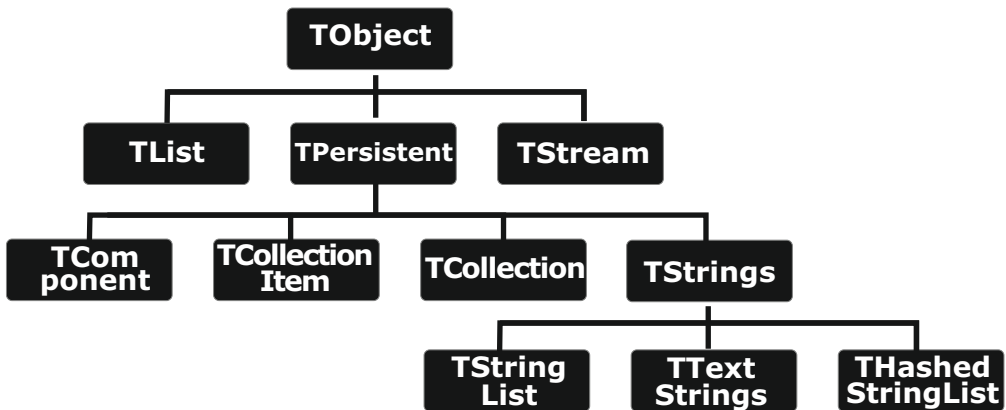 TObject
TList
TPersistent
TStream
TCom
ponent
TCollection
Item
TCollection
TStrings
TString
List
TText
Strings
THashed
StringList